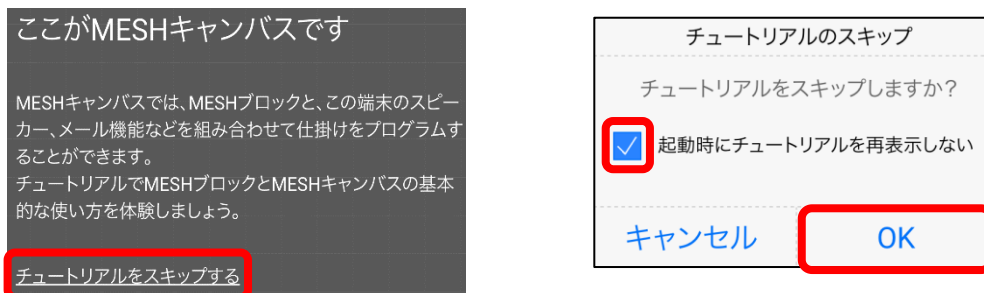 ここがMESHキャンバスです
MESHキャンバスでは、MESHブロックと、この端末のスピー
カー、メール機能などを組み合わせて仕掛けをプログラムす
ることができます。
チュートリアルでMESHブロックとMESHキャンバスの基本
的な使い方を体験しましょう。
チュートリアルをスキップする
チュートリアルのスキップ
チュートリアルをスキップしますか?
起動時にチュートリアルを再表示しない
キャンセル
OK